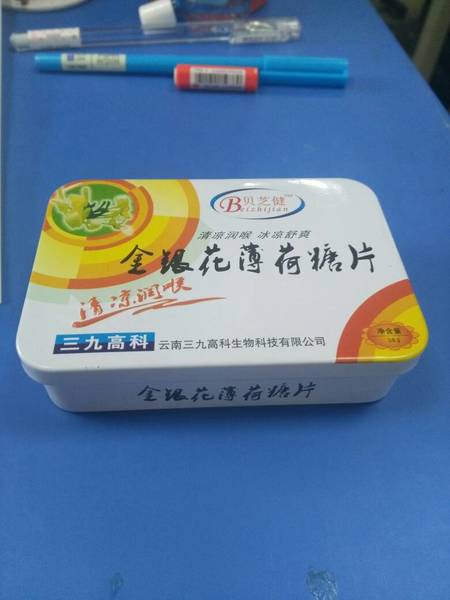 贝芝健
Beizhijian
清凉润喉 冰凉舒爽
金银花薄荷糖片
清凉润喉
净含量
三九高科 云南三九高科生物科技有限公司
金银花薄荷糖片